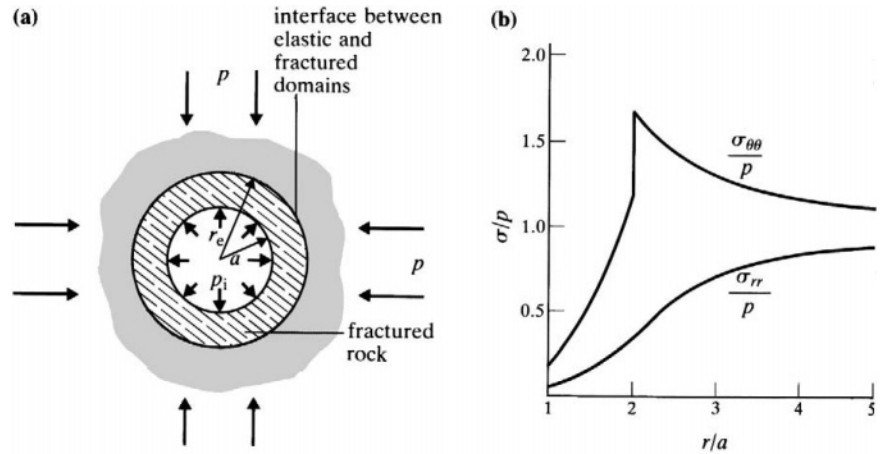 (a)
interface between
elastic and
fractured
domains
p
r_e
a
p
p_i
fractured
rock
(b)
2.0
1.5
1.0
0.5
σ/p
σ_θθ/p
σ_rr/p
1 2 3 4 5
r/a